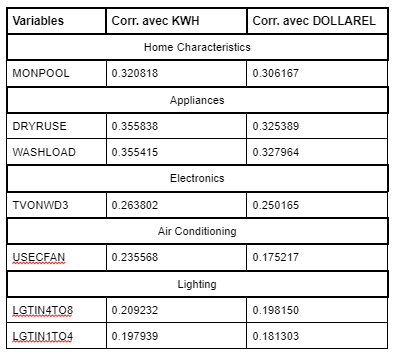 Variables Corr. avec KWH Corr. avec DOLLAREL
Home Characteristics
MONPOOL 0.320818 0.306167
Appliances
DRYRUSE 0.355838 0.325389
WASHLOAD 0.355415 0.327964
Electronics
TVONWD3 0.263802 0.250165
Air Conditioning
USECFAN 0.235568 0.175217
Lighting
LGTIN4TO8 0.209232 0.198150
LGTIN1TO4 0.197939 0.181303